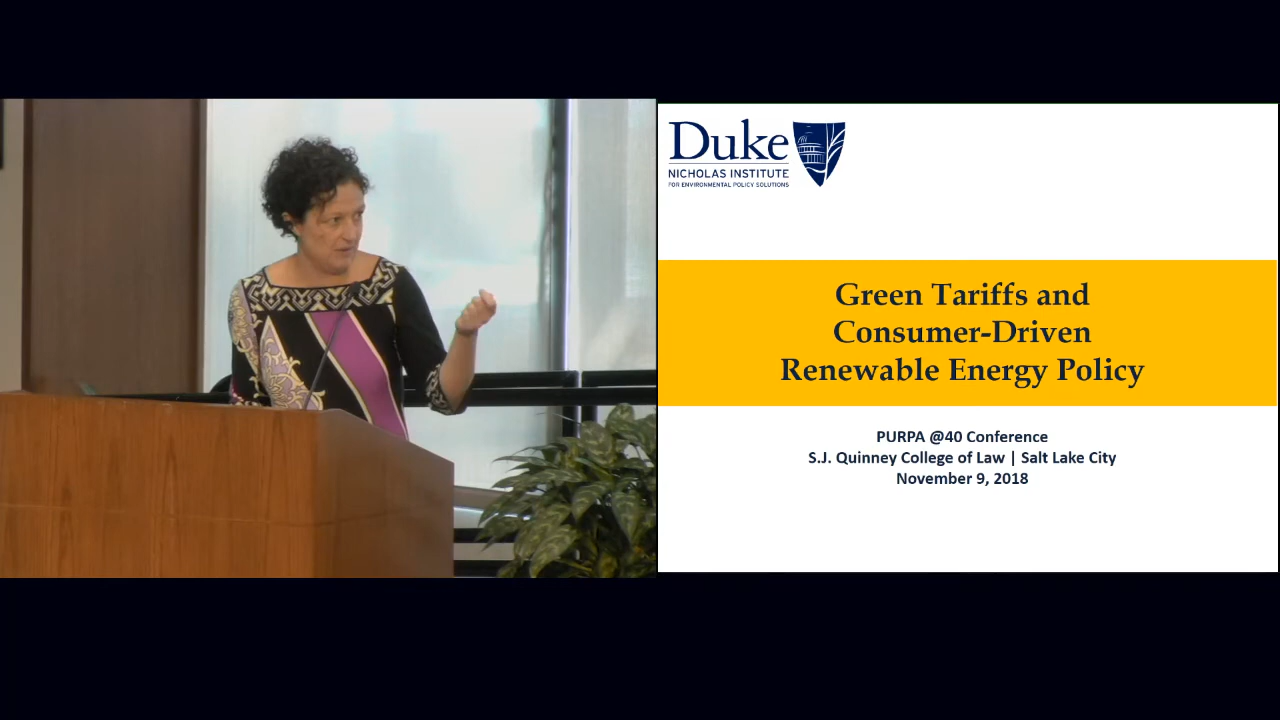 Duke
NICHOLAS INSTITUTE
FOR ENVIRONMENTAL POLICY SOLUTIONS
Green Tariffs and
Consumer-Driven
Renewable Energy Policy
PURPA @40 Conference
S.J. Quinney College of Law | Salt Lake City
November 9, 2018